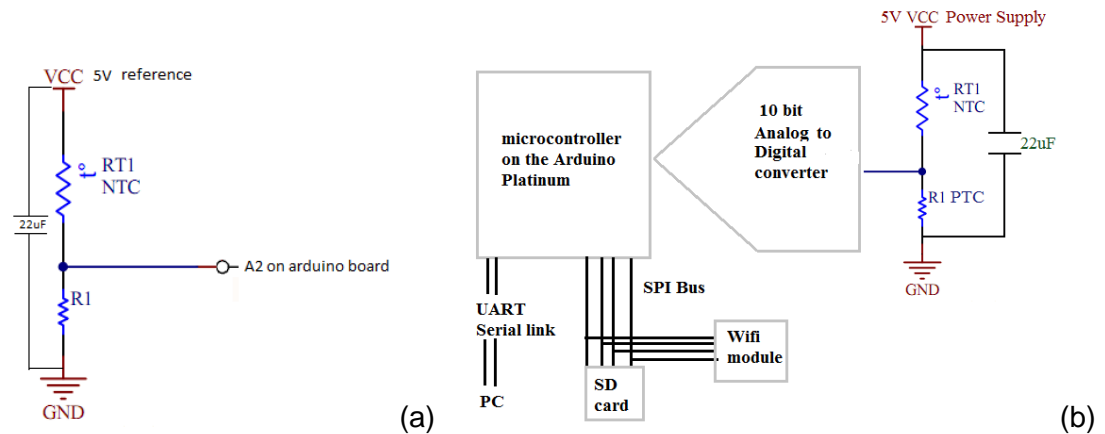 VCC 5V reference
t° RT1
NTC
22uF
A2 on arduino board
R1
GND
(a)
microcontroller
on the Arduino
Platinum
10 bit
Analog to
Digital
converter
5V VCC Power Supply
t° RT1
NTC
22uF
R1 PTC
GND
SPI Bus
UART
Serial link
PC
SD
card
Wifi
module
(b)